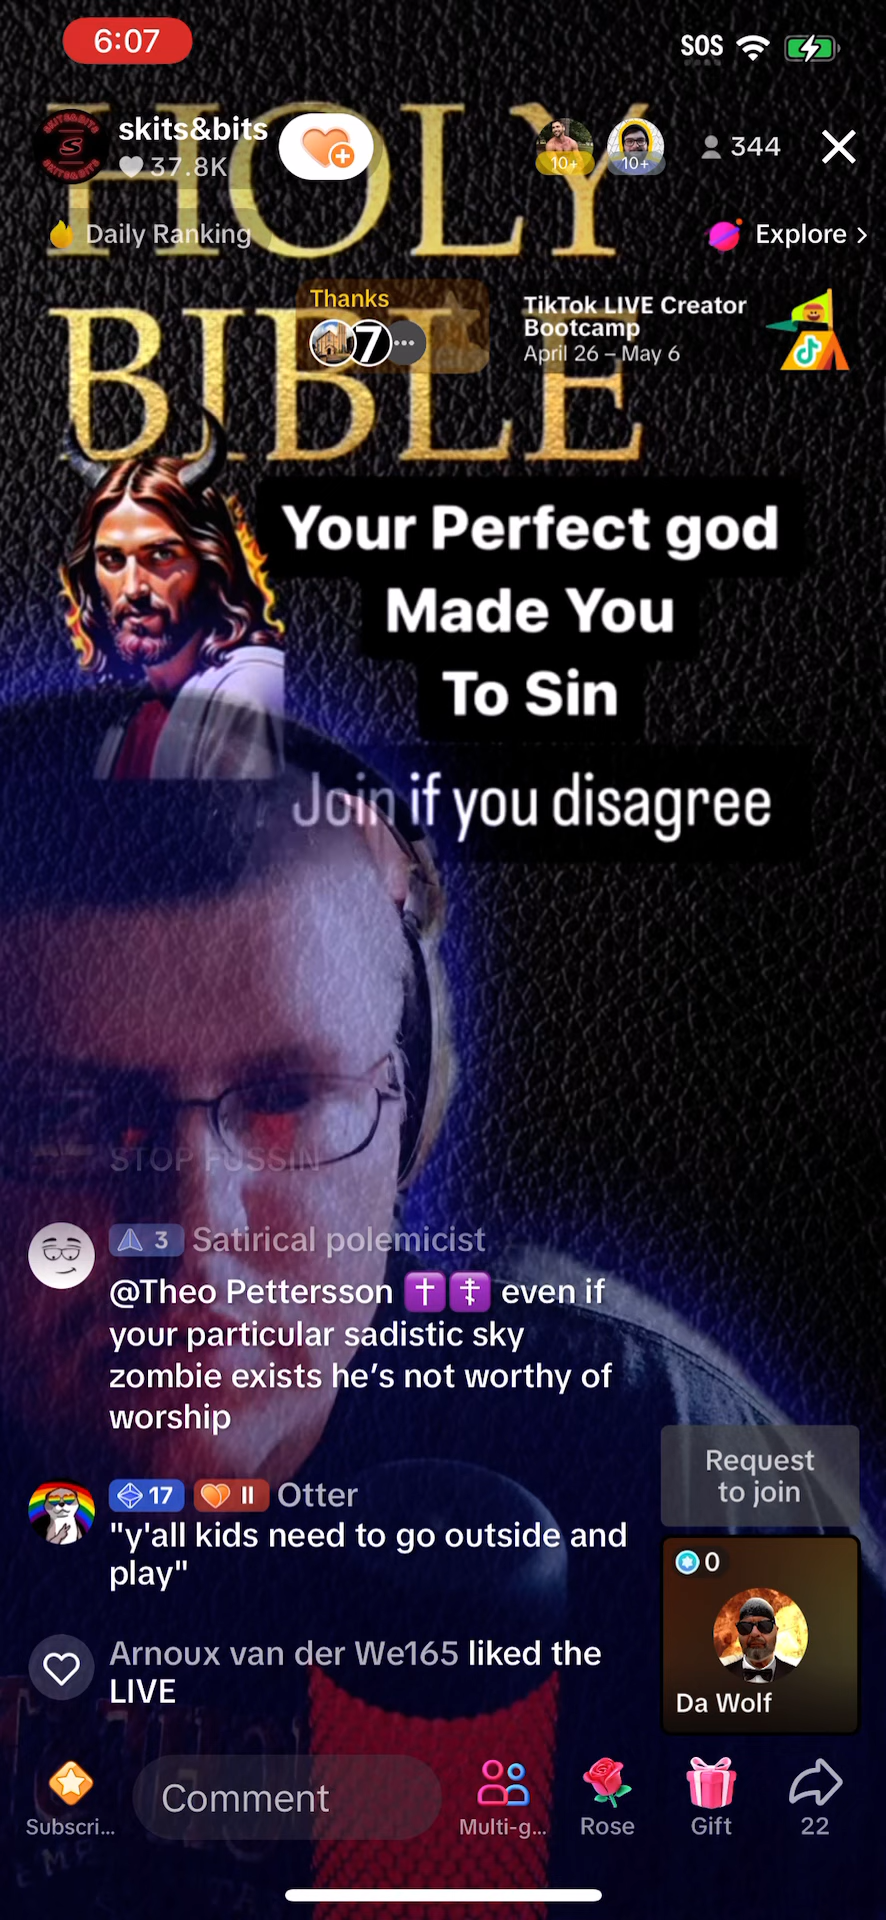 6:07
SOS
HOLY
skits&bits
37.8K
10+
10+
344
Daily Ranking
Explore >
BIBLE
Thanks
7
TikTok LIVE Creator
Bootcamp
April 26 – May 6
Your Perfect god
Made You
To Sin
Join if you disagree
STOP FUSSIN
3 Satirical polemicist
@Theo Pettersson ✝️☦️ even if
your particular sadistic sky
zombie exists he's not worthy of
worship
17 II Otter
"y'all kids need to go outside and
play"
Arnoux van der We165 liked the
LIVE
Request
to join
0
Da Wolf
Subscri...
Comment
Multi-g...
Rose
Gift
22